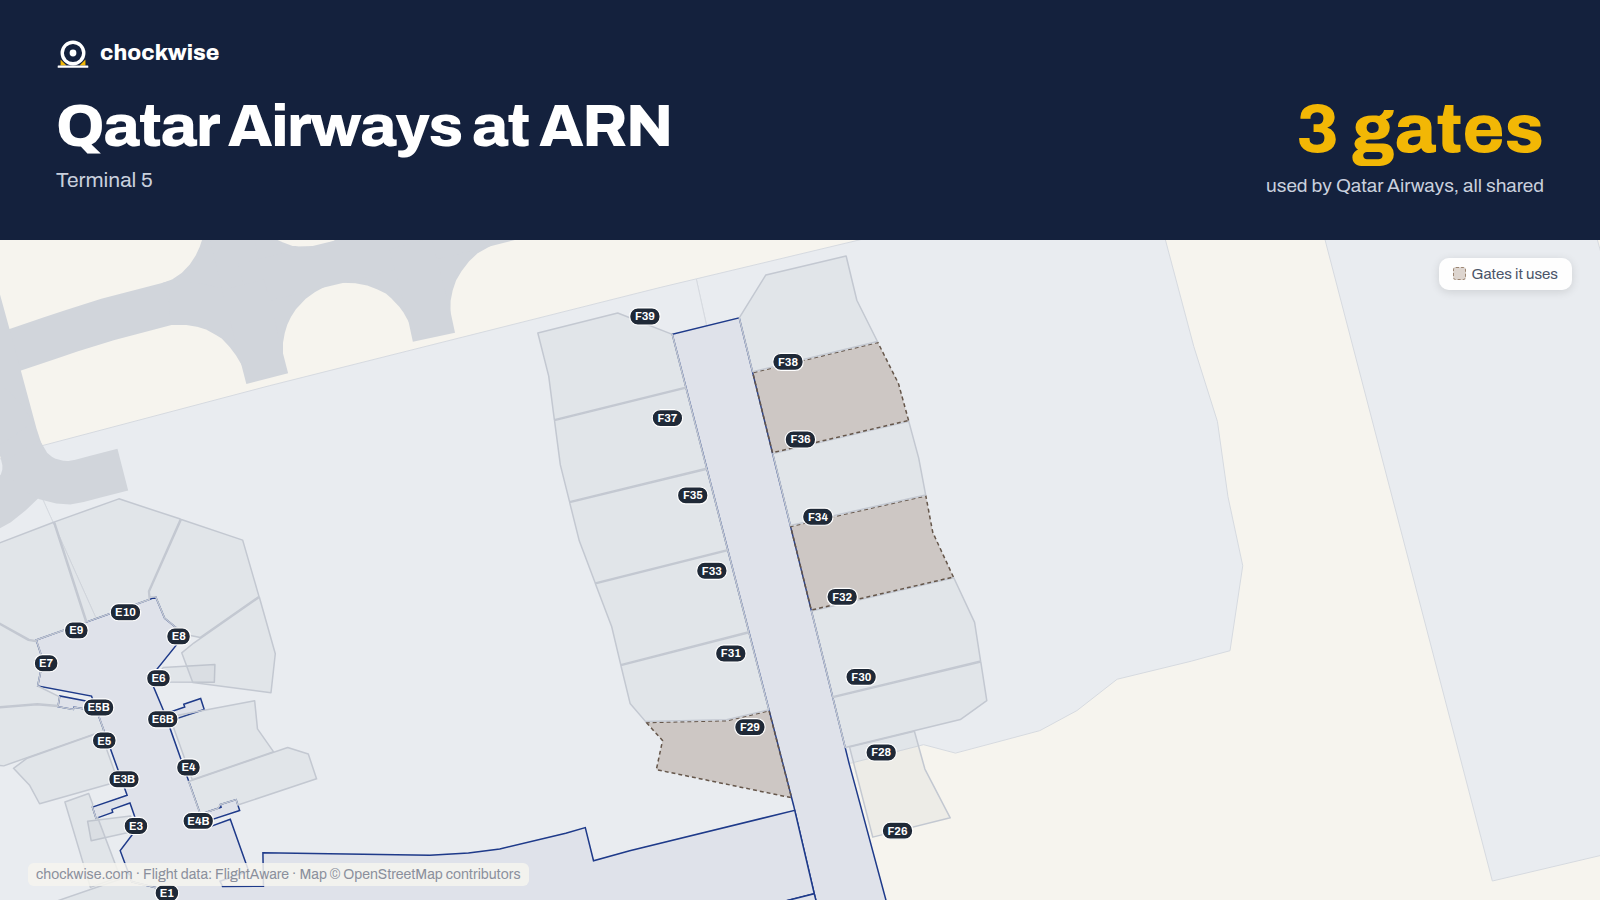 chockwise
Qatar Airways at ARN
Terminal 5
3 gates
used by Qatar Airways, all shared
Gates it uses
F39
F38
F37
F36
F35
F34
F33
F32
F31
F30
F29
F28
F26
E10
E9
E8
E7
E6
E5B
E6B
E5
E4
E3B
E4B
E3
E1
chockwise.com · Flight data: FlightAware · Map © OpenStreetMap contributors